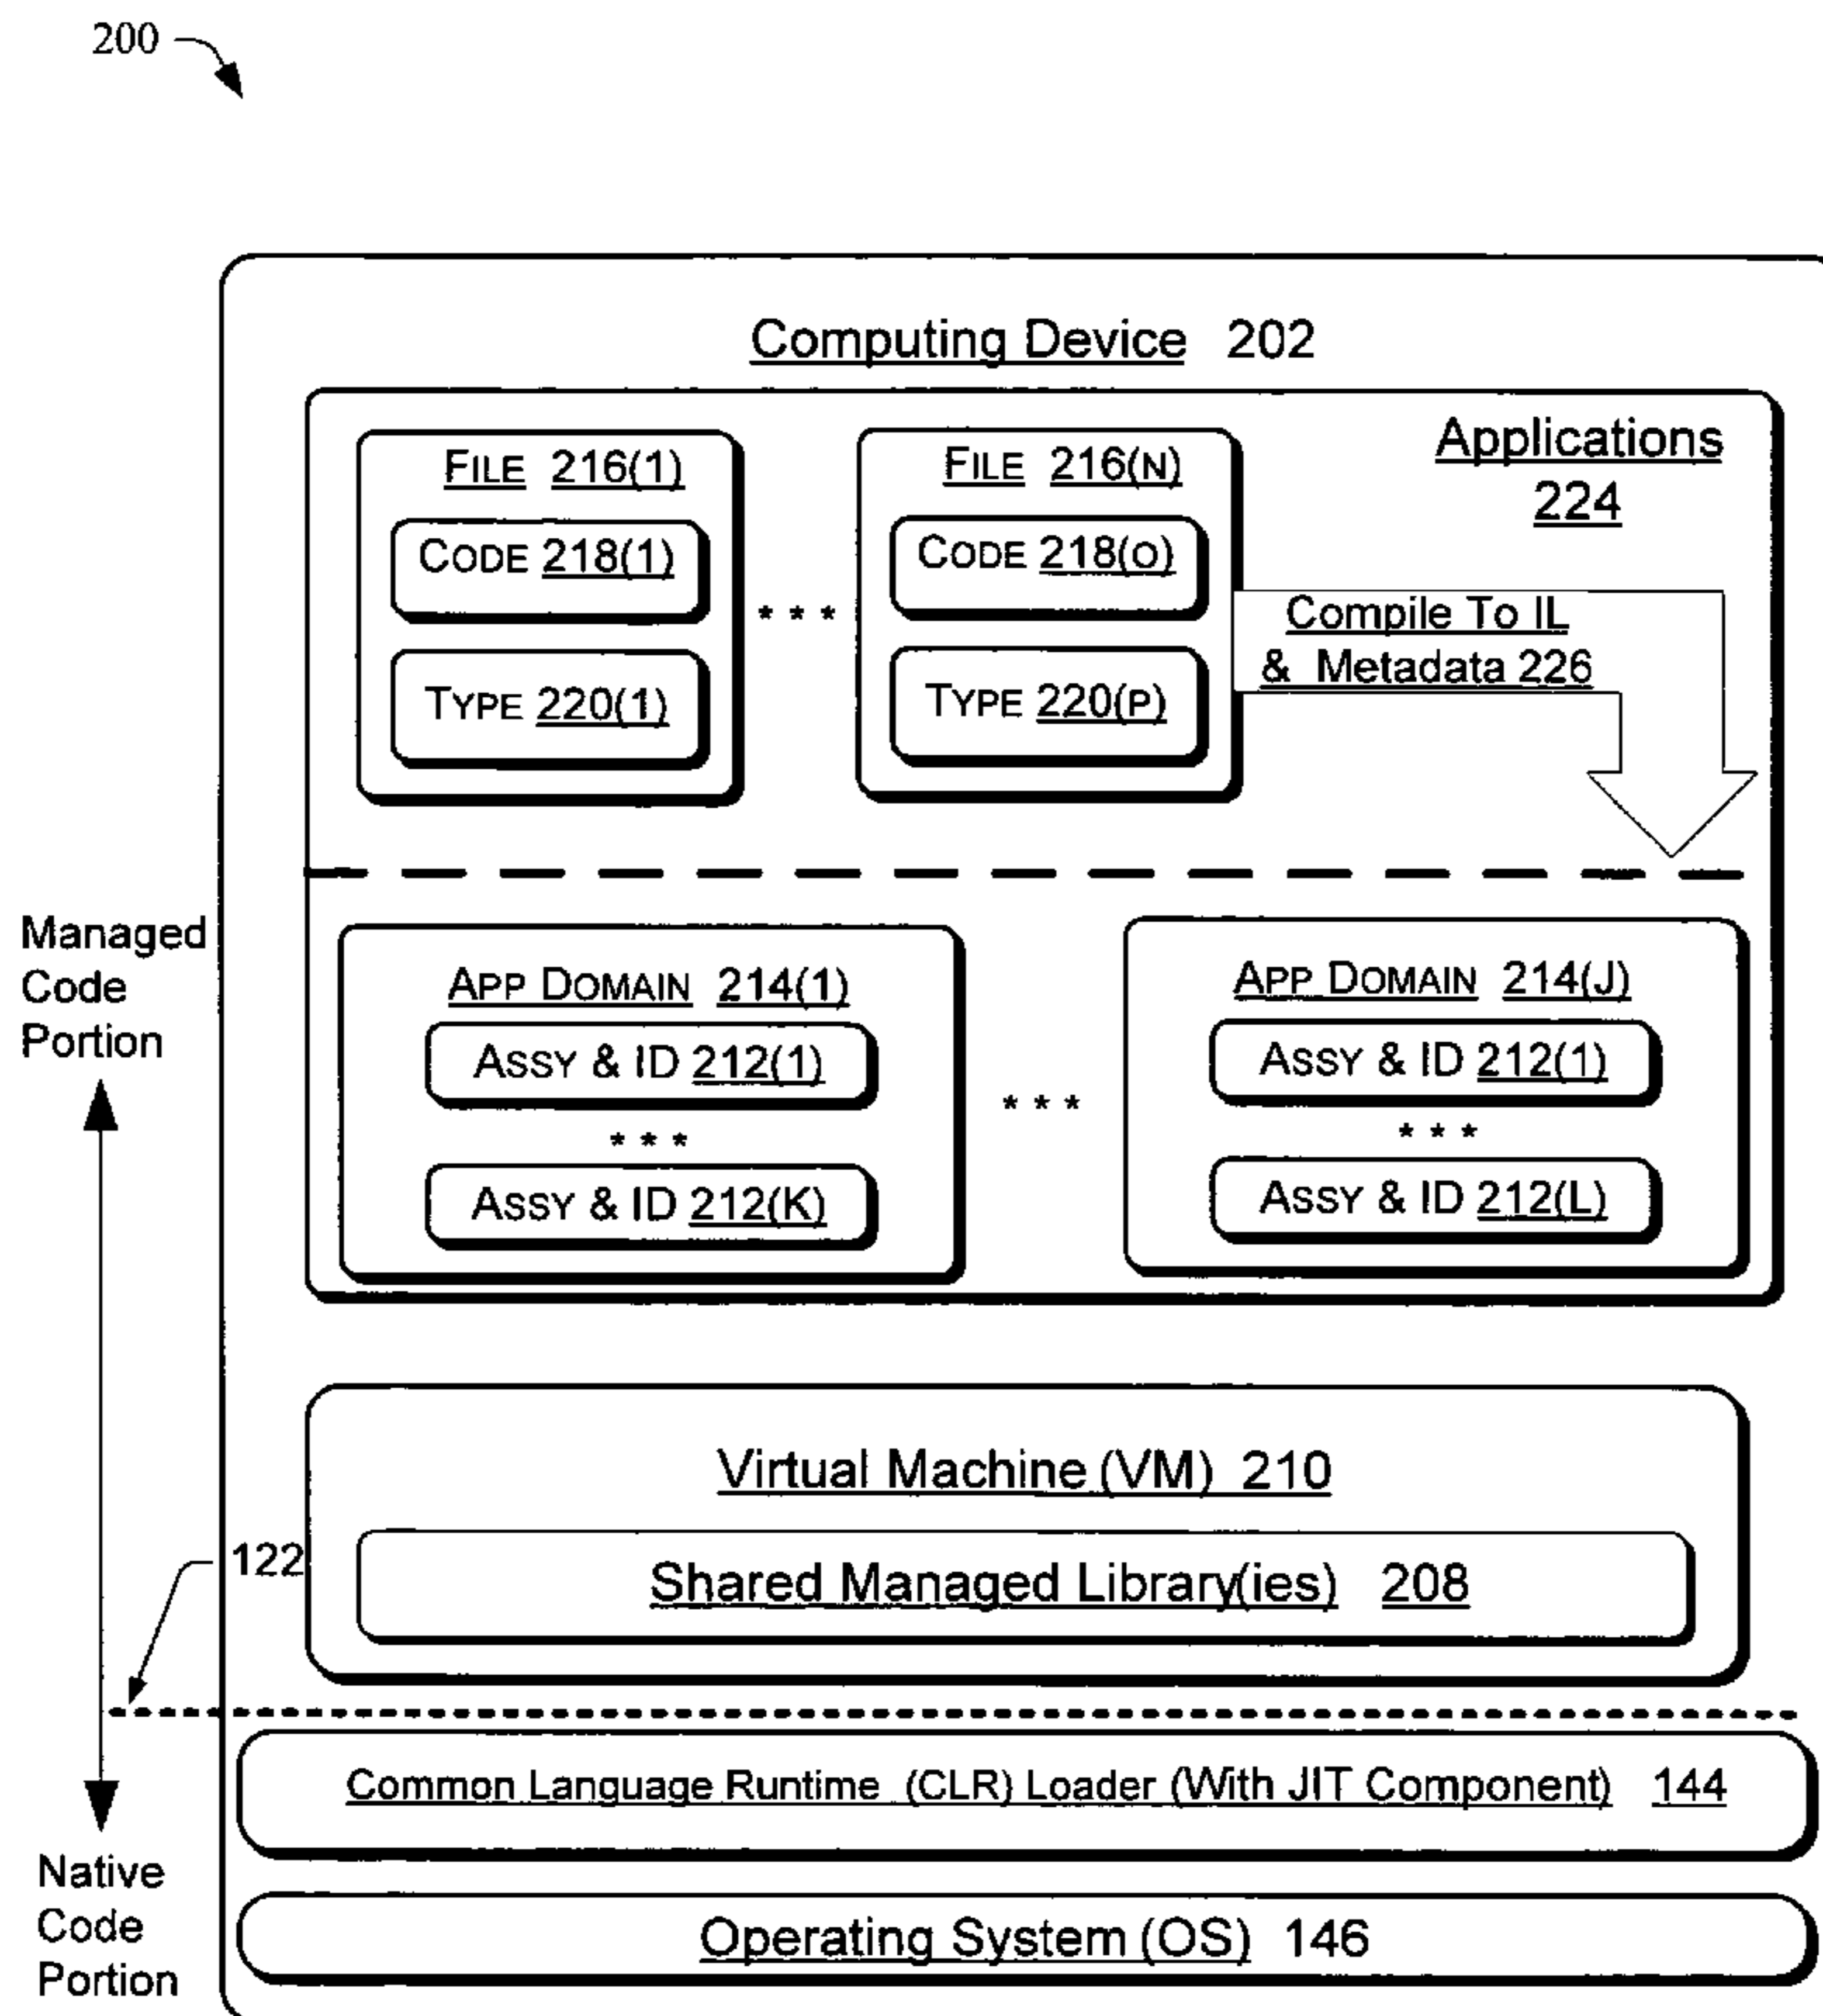 200
Computing Device 202
Applications
224
FILE 216(1)
CODE 218(1)
TYPE 220(1)
* * *
FILE 216(N)
CODE 218(O)
TYPE 220(P)
Compile To IL
& Metadata 226
Managed
Code
Portion
APP DOMAIN 214(1)
ASSY & ID 212(1)
* * *
ASSY & ID 212(K)
* * *
APP DOMAIN 214(J)
ASSY & ID 212(1)
* * *
ASSY & ID 212(L)
Virtual Machine (VM) 210
Shared Managed Library(ies) 208
122
Common Language Runtime (CLR) Loader (With JIT Component) 144
Native
Code
Portion
Operating System (OS) 146